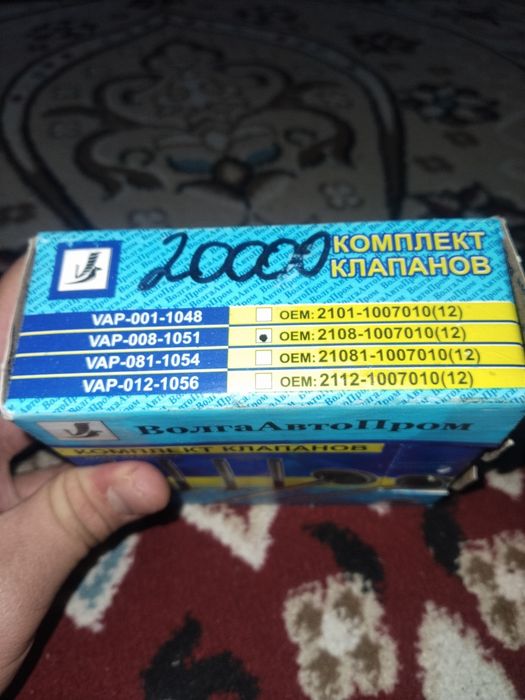 20000
КОМПЛЕКТ
КЛАПАНОВ
VAP-001-1048 OEM: 2101-1007010(12)
VAP-008-1051 OEM: 2108-1007010(12)
VAP-081-1054 OEM: 21081-1007010(12)
VAP-012-1056 OEM: 2112-1007010(12)
ВолгаАвтоПром
КОМПЛЕКТ КЛАПАНОВ